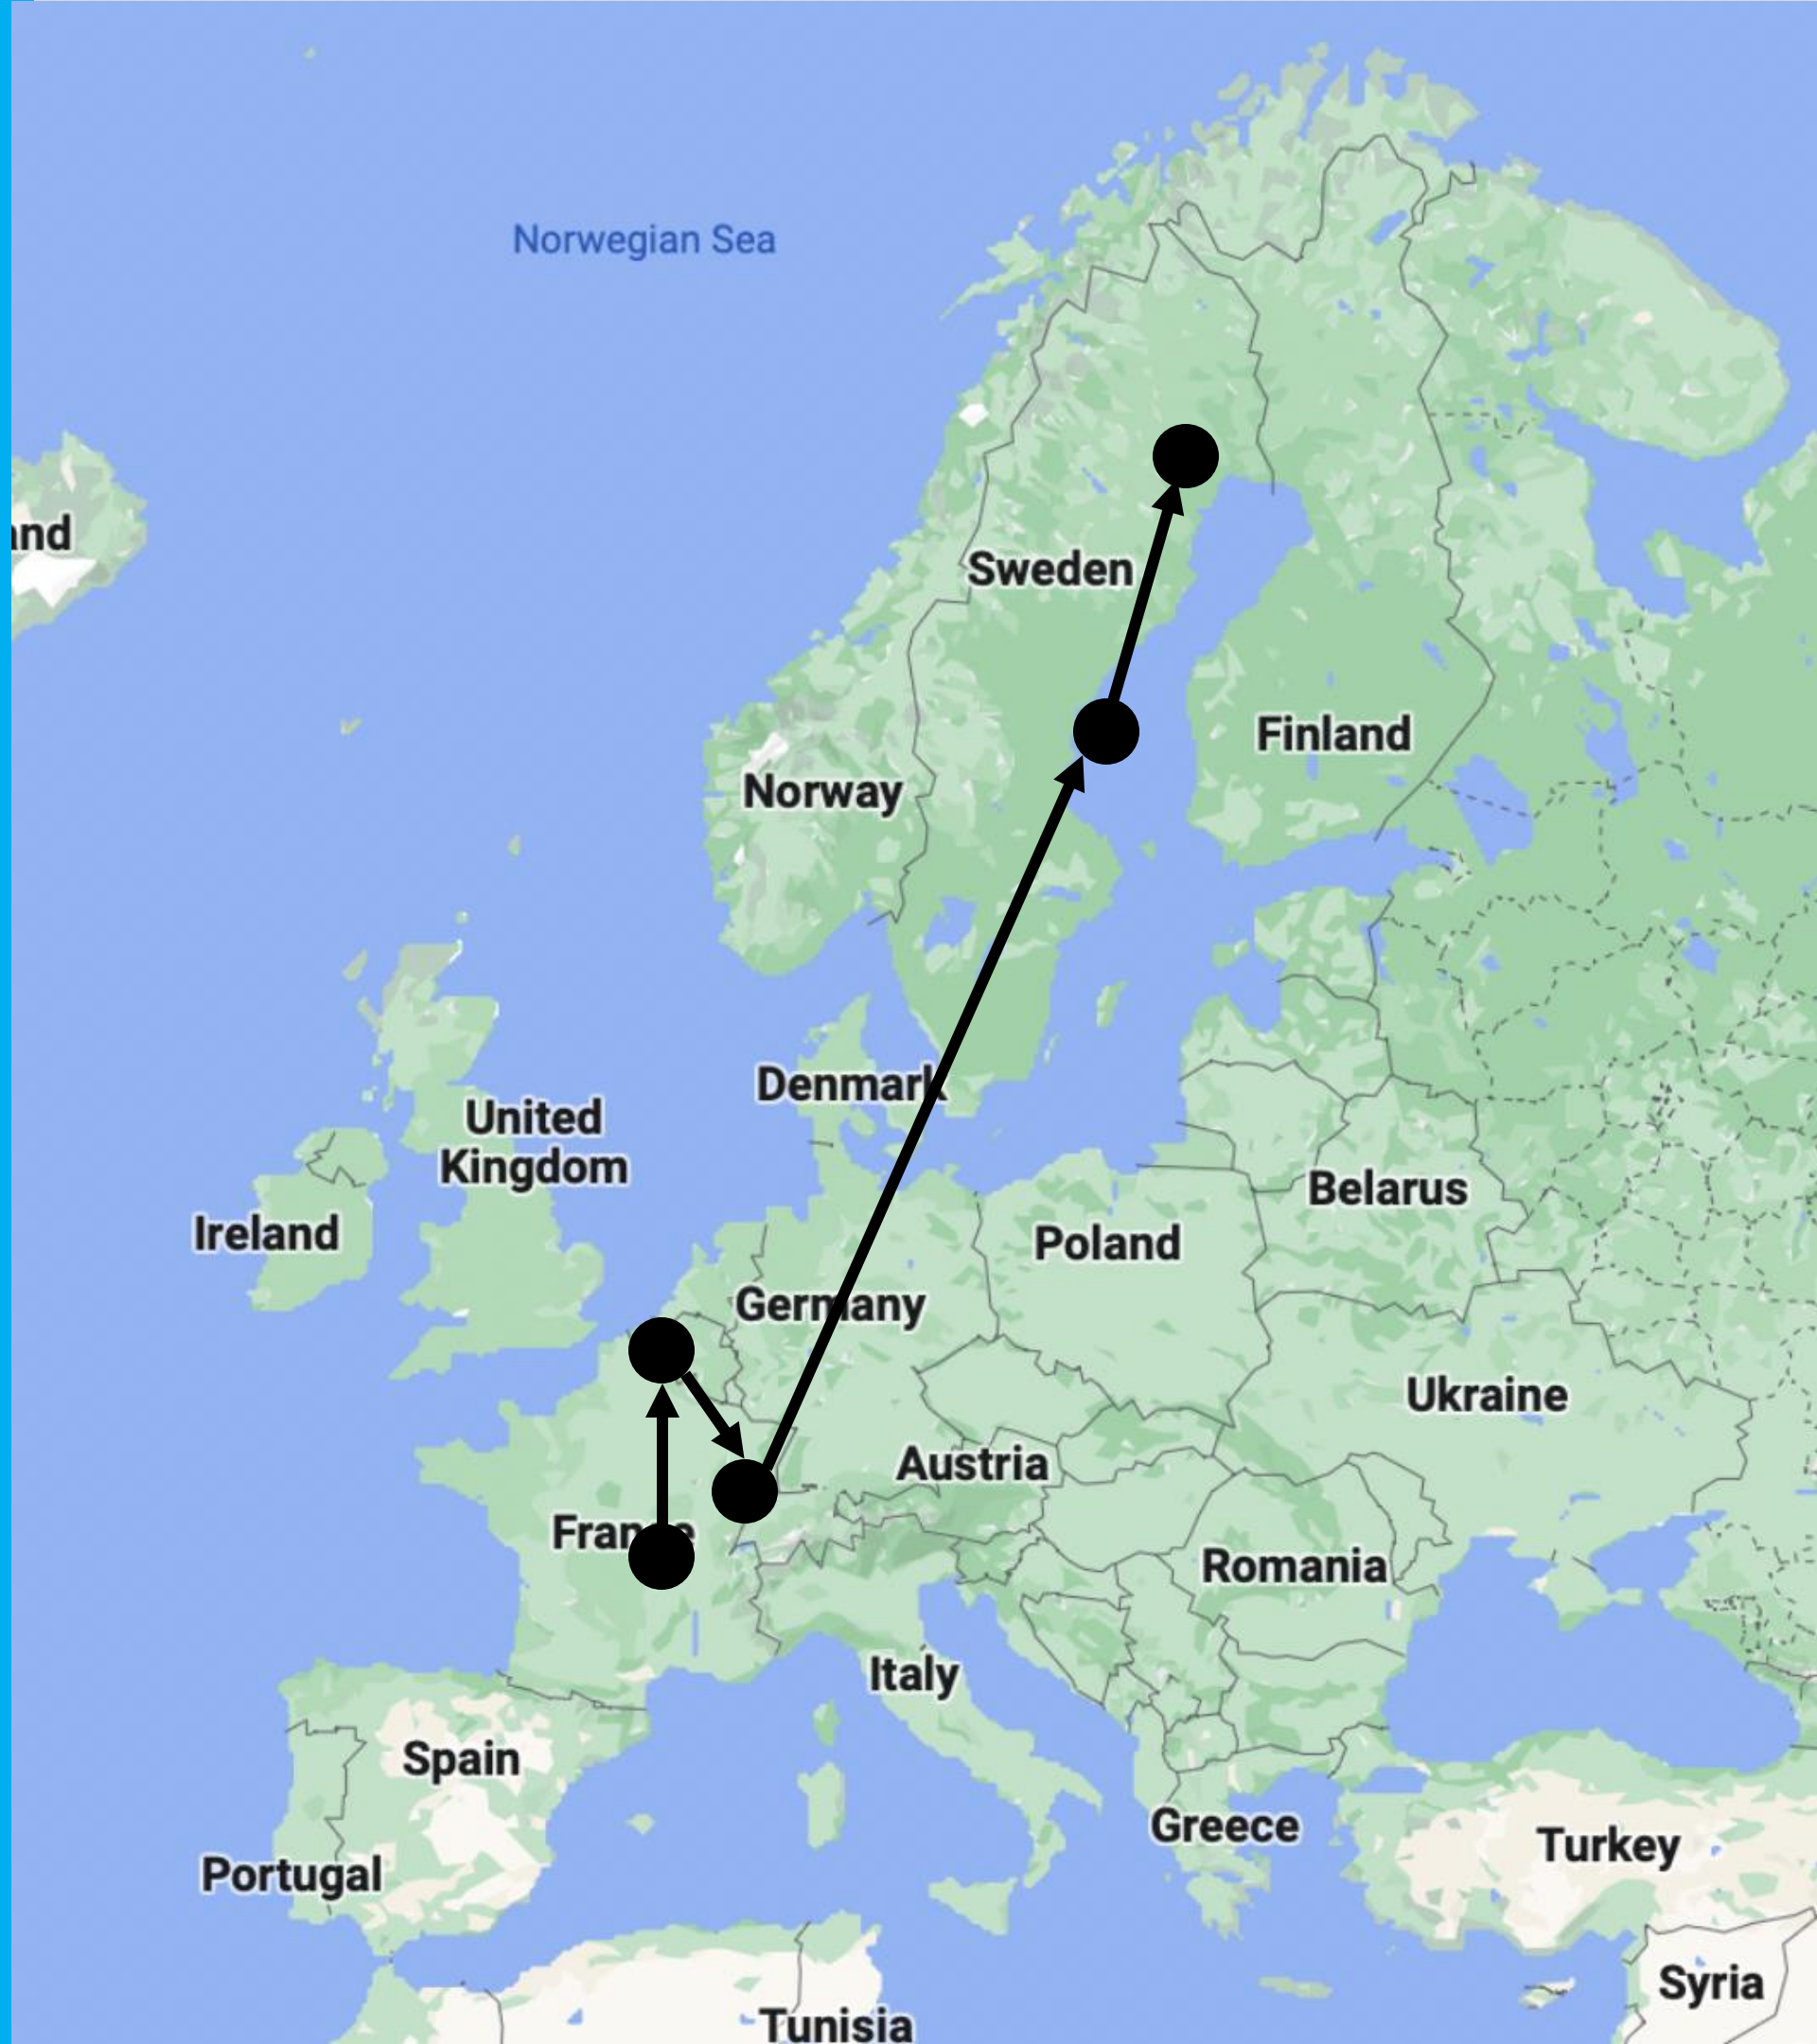 Norwegian Sea
and
Sweden
Finland
Norway
Denmark
United
Kingdom
Belarus
Ireland
Poland
Germany
Ukraine
Austria
France
Romania
Italy
Spain
Greece
Turkey
Portugal
Syria
Tunisia